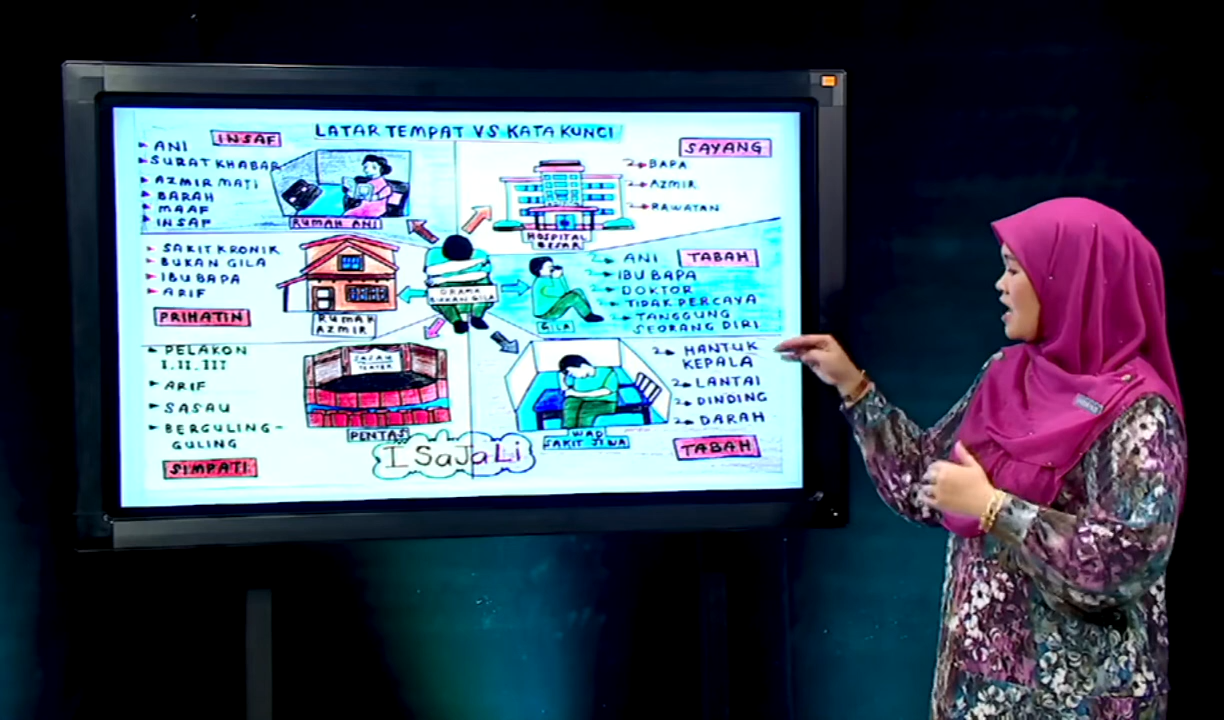 LATAR TEMPAT VS KATA KUNCI
INSAF
ANI
SURAT KHABAR
AZMIR MATI
BARAH
MAAF
INSAF
RUMAH ANI
SAYANG
BAPA
AZMIR
RAWATAN
HOSPITAL
BESAR
SAKIT KRONIK
BUKAN GILA
IBU BAPA
ARIF
PRIHATIN
RUMAH
AZMIR
DRAMA
BUKAN GILA
GILA
TABAH
ANI
IBU BAPA
DOKTOR
TIDAK PERCAYA
TANGGUNG
SEORANG DIRI
PELAKON
I.II.III
ARIF
SASAU
BERGULING-
GULING
SIMPATI
PENTAS
HANTUK
KEPALA
LANTAI
DINDING
DARAH
TABAH
WAD
SAKIT JIWA
I SaJaLi